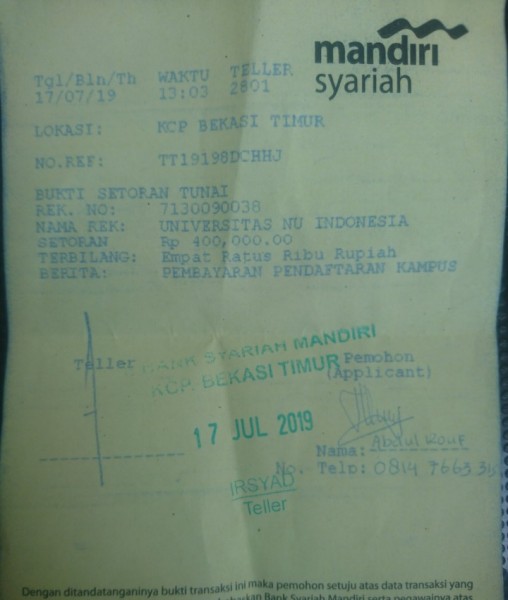 mandiri
syariah
Tgl/Bln/Th WAKTU TELLER
17/07/19 13:03 2801
LOKASI: KCP BEKASI TIMUR
NO.REF: TT19198DCHHJ
BUKTI SETORAN TUNAI
REK. NO: 7130090038
NAMA REK: UNIVERSITAS NU INDONESIA
SETORAN Rp 400,000.00
TERBILANG: Empat Ratus Ribu Rupiah
BERITA: PEMBAYARAN PENDAFTARAN KAMPUS
BANK SYARIAH MANDIRI
KCP. BEKASI TIMUR
Teller
Pemohon
(Applicant)
17 JUL 2019
Nama: Abdul Rouf
No. Telp: 0814 7663
IRSYAD
Teller
Dengan ditandatanganinya bukti transaksi ini maka pemohon setuju atas data transaksi yang
Bank Syariah Mandiri serta pegawainya atas